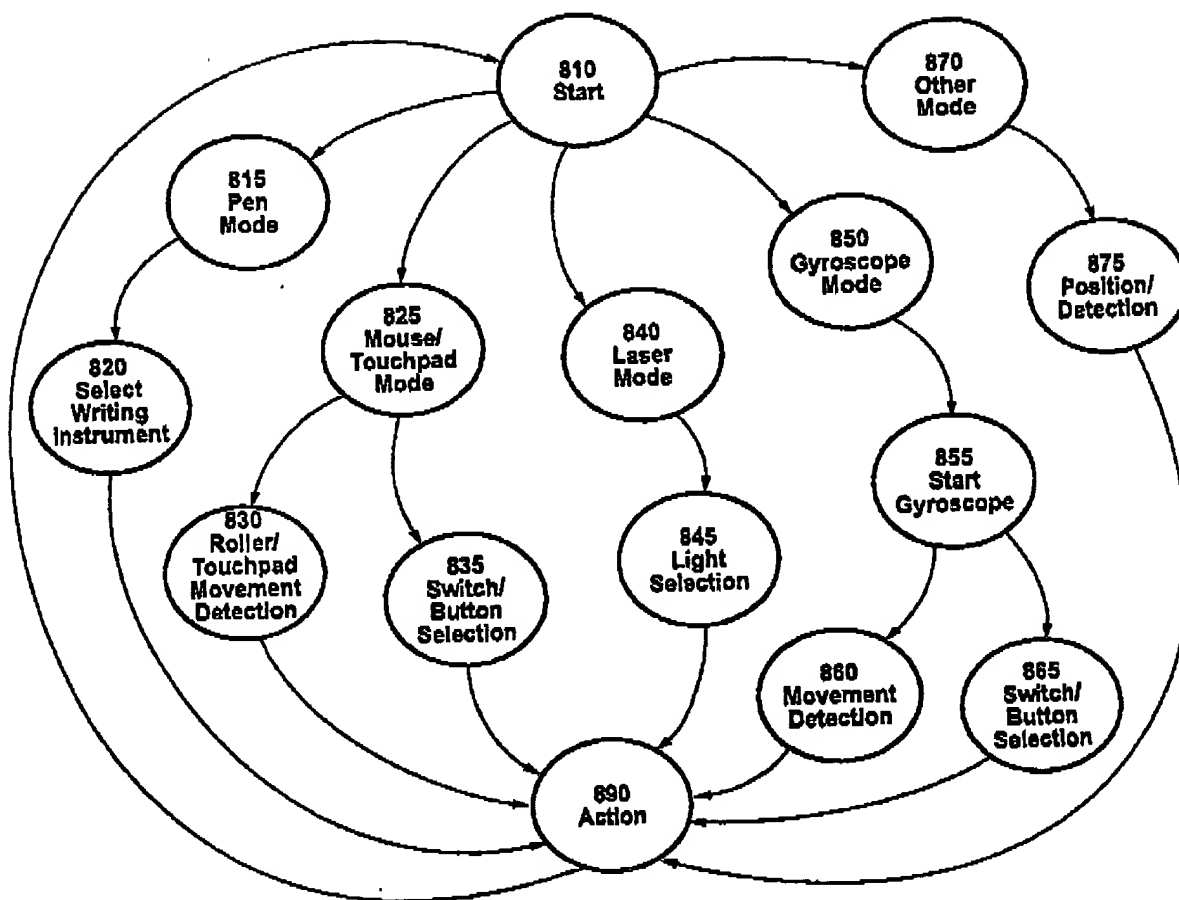 810
Start
870
Other
Mode
815
Pen
Mode
850
Gyroscope
Mode
875
Position/
Detection
825
Mouse/
Touchpad
Mode
840
Laser
Mode
820
Select
Writing
Instrument
855
Start
Gyroscope
830
Roller/
Touchpad
Movement
Detection
835
Switch/
Button
Selection
845
Light
Selection
860
Movement
Detection
865
Switch/
Button
Selection
890
Action